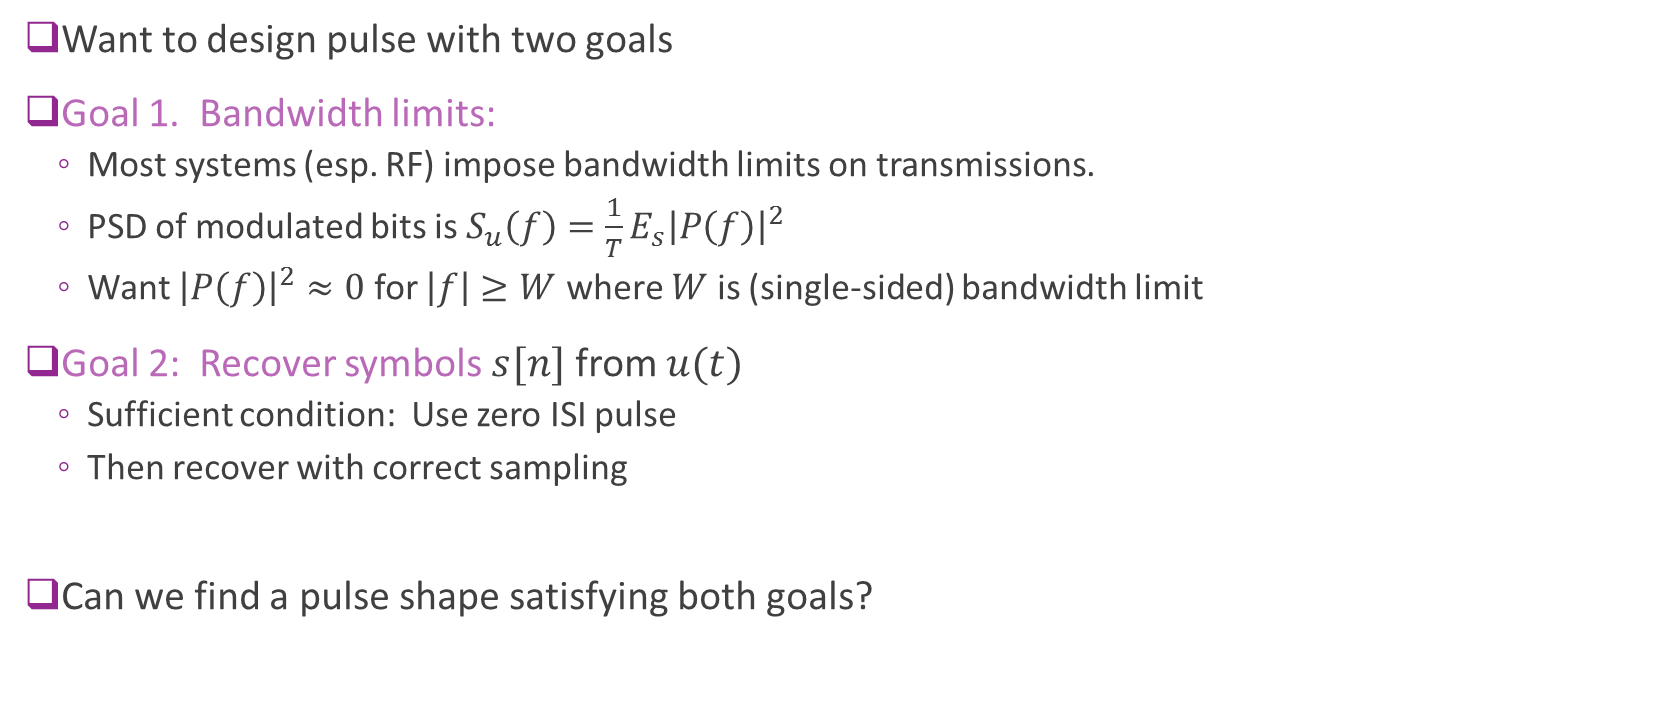 ❑Want to design pulse with two goals
❑Goal 1.  Bandwidth limits:
◦ Most systems (esp. RF) impose bandwidth limits on transmissions.
◦ PSD of modulated bits is $S_u(f) = \frac{1}{T} E_s |P(f)|^2$
◦ Want $|P(f)|^2 \approx 0$ for $|f| \geq W$ where $W$ is (single-sided) bandwidth limit
❑Goal 2:  Recover symbols $s[n]$ from $u(t)$
◦ Sufficient condition:  Use zero ISI pulse
◦ Then recover with correct sampling
❑Can we find a pulse shape satisfying both goals?